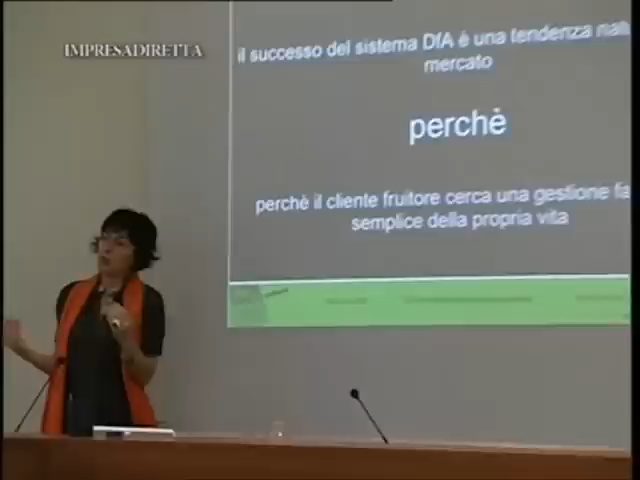 IMPRESADIRETTA
il successo del sistema DfA è una tendenza
mercato
perchè
perchè il cliente fruitore cerca una gestione
semplice della propria vita